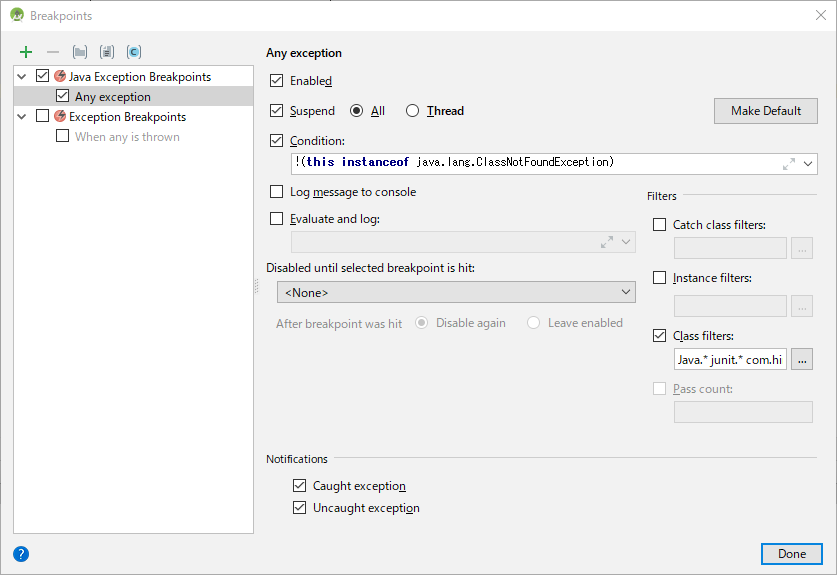 Breakpoints
Java Exception Breakpoints
Any exception
Exception Breakpoints
When any is thrown
Any exception
Enabled
Suspend All Thread Make Default
Condition:
!(this instanceof java.lang.ClassNotFoundException)
Log message to console
Evaluate and log:
Disabled until selected breakpoint is hit:
<None>
After breakpoint was hit Disable again Leave enabled
Filters
Catch class filters:
...
Instance filters:
...
Class filters:
Java.* junit.* com.hi ...
Pass count:
Notifications
Caught exception
Uncaught exception
? Done